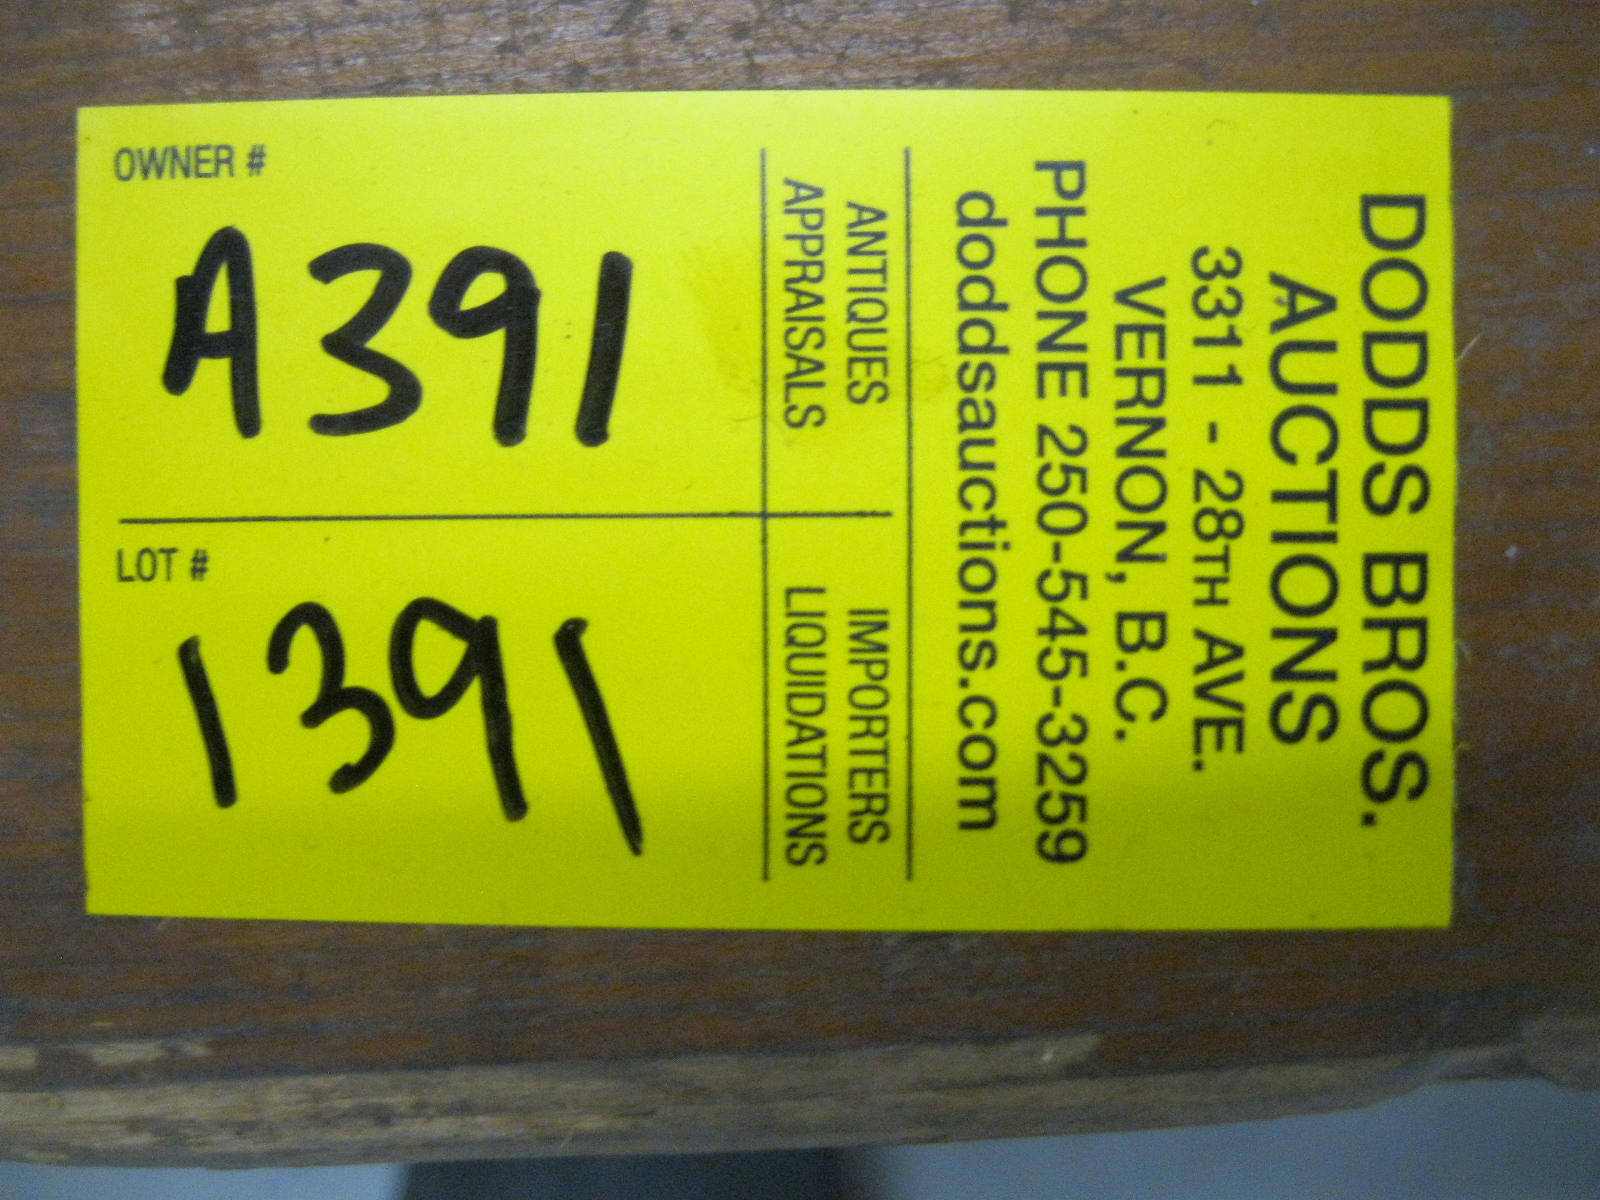 DODDS BROS.
AUCTIONS
3311 - 28TH AVE.
VERNON, B.C.
PHONE 250-545-3259
doddsauctions.com
ANTIQUES
APPRAISALS
IMPORTERS
LIQUIDATIONS
OWNER #
A391
LOT #
1391